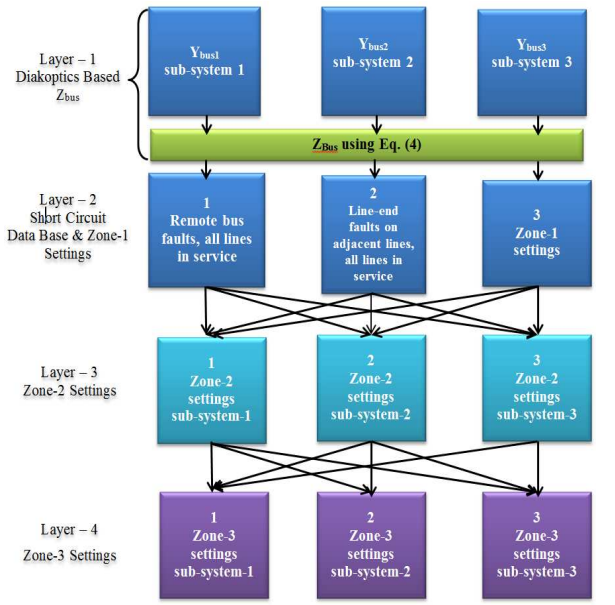 Layer – 1
Diakoptics Based
Zbus
Ybus1
sub-system 1
Ybus2
sub-system 2
Ybus3
sub-system 3
ZBus using Eq. (4)
Layer – 2
Short Circuit
Data Base & Zone-1
Settings
1
Remote bus
faults, all lines
in service
2
Line-end
faults on
adjacent lines,
all lines in
service
3
Zone-1
settings
Layer – 3
Zone-2 Settings
1
Zone-2
settings
sub-system-1
2
Zone-2
settings
sub-system-2
3
Zone-2
settings
sub-system-3
Layer – 4
Zone-3 Settings
1
Zone-3
settings
sub-system-1
2
Zone-3
settings
sub-system-2
3
Zone-3
settings
sub-system-3